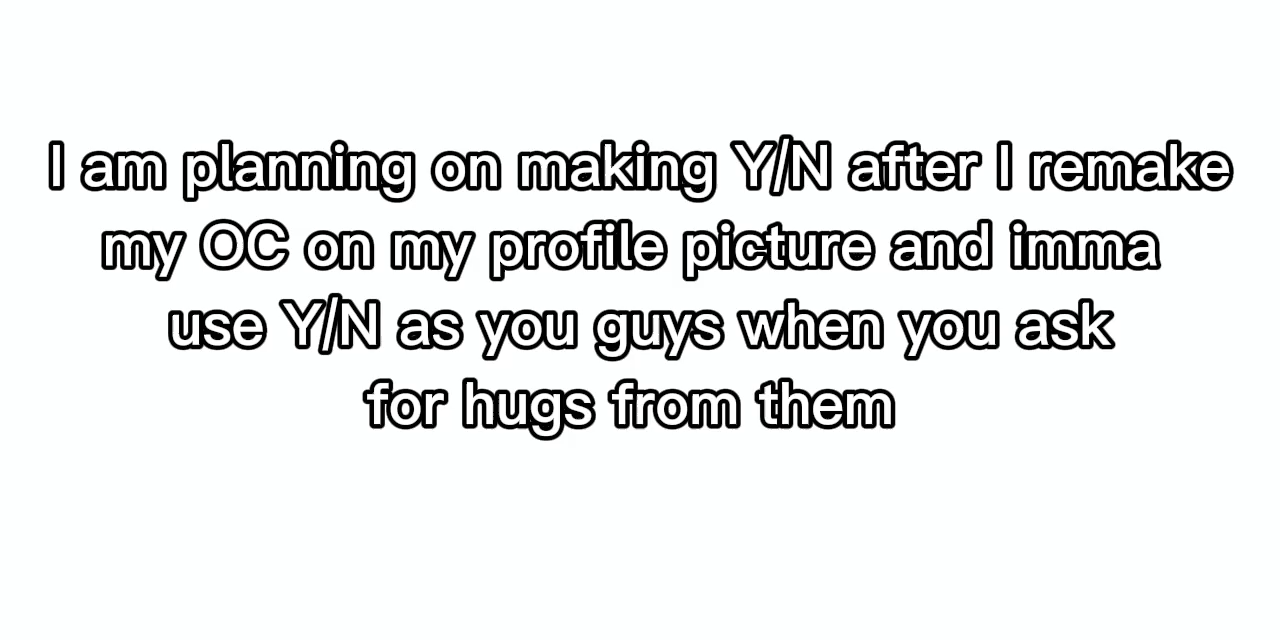 I am planning on making Y/N after I remake
my OC on my profile picture and imma
use Y/N as you guys when you ask
for hugs from them